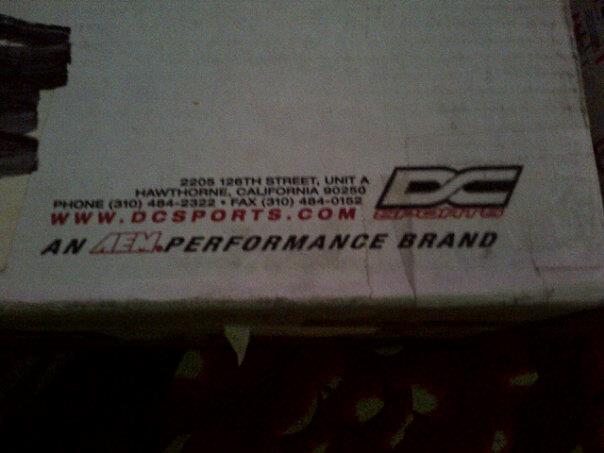 2205 126TH STREET, UNIT A
HAWTHORNE, CALIFORNIA 90250
PHONE (310) 484-2322 • FAX (310) 484-0152
WWW.DCSPORTS.COM
DC
SPORTS
AN AEM PERFORMANCE BRAND